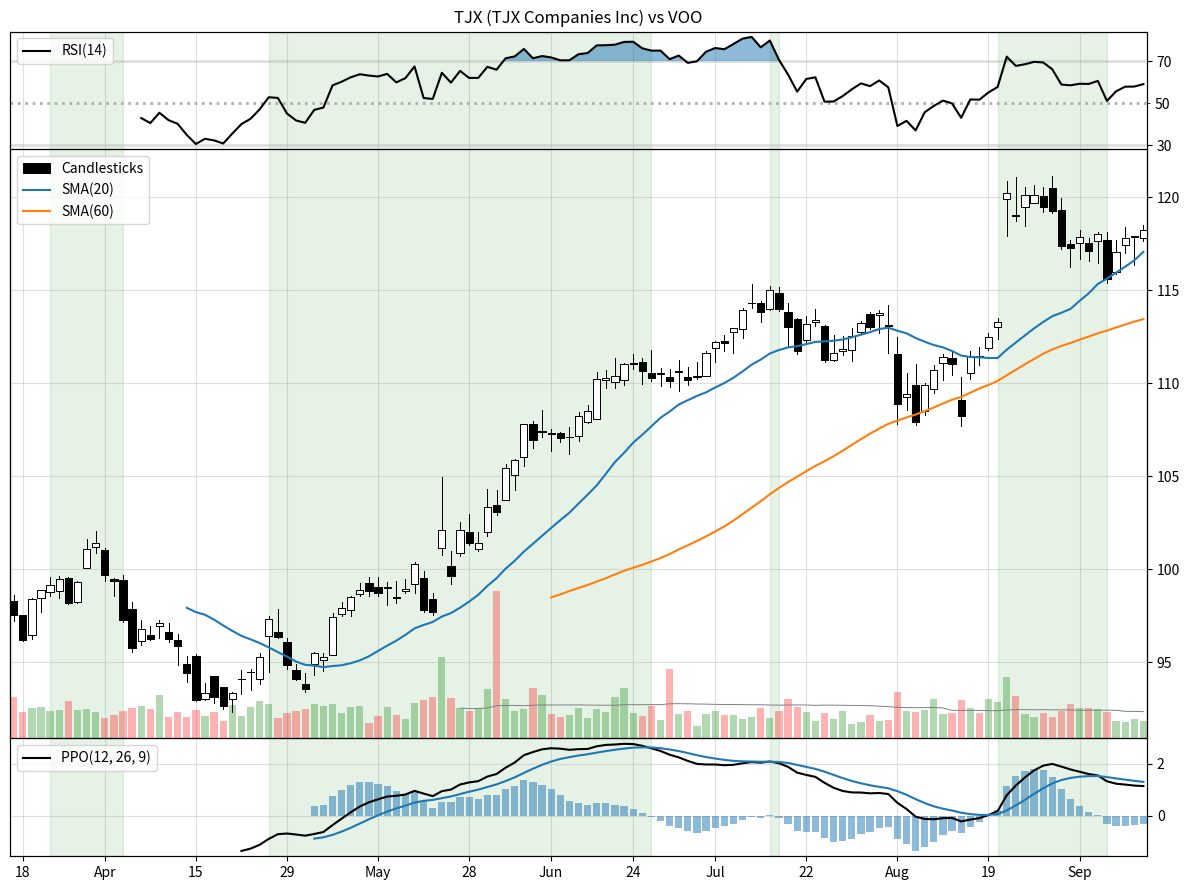 TJX (TJX Companies Inc) vs VOO
RSI(14)
70
50
30
Candlesticks
SMA(20)
SMA(60)
120
115
110
105
100
95
PPO(12, 26, 9)
2
0
18 Apr 15 29 May 28 Jun 24 Jul 22 Aug 19 Sep